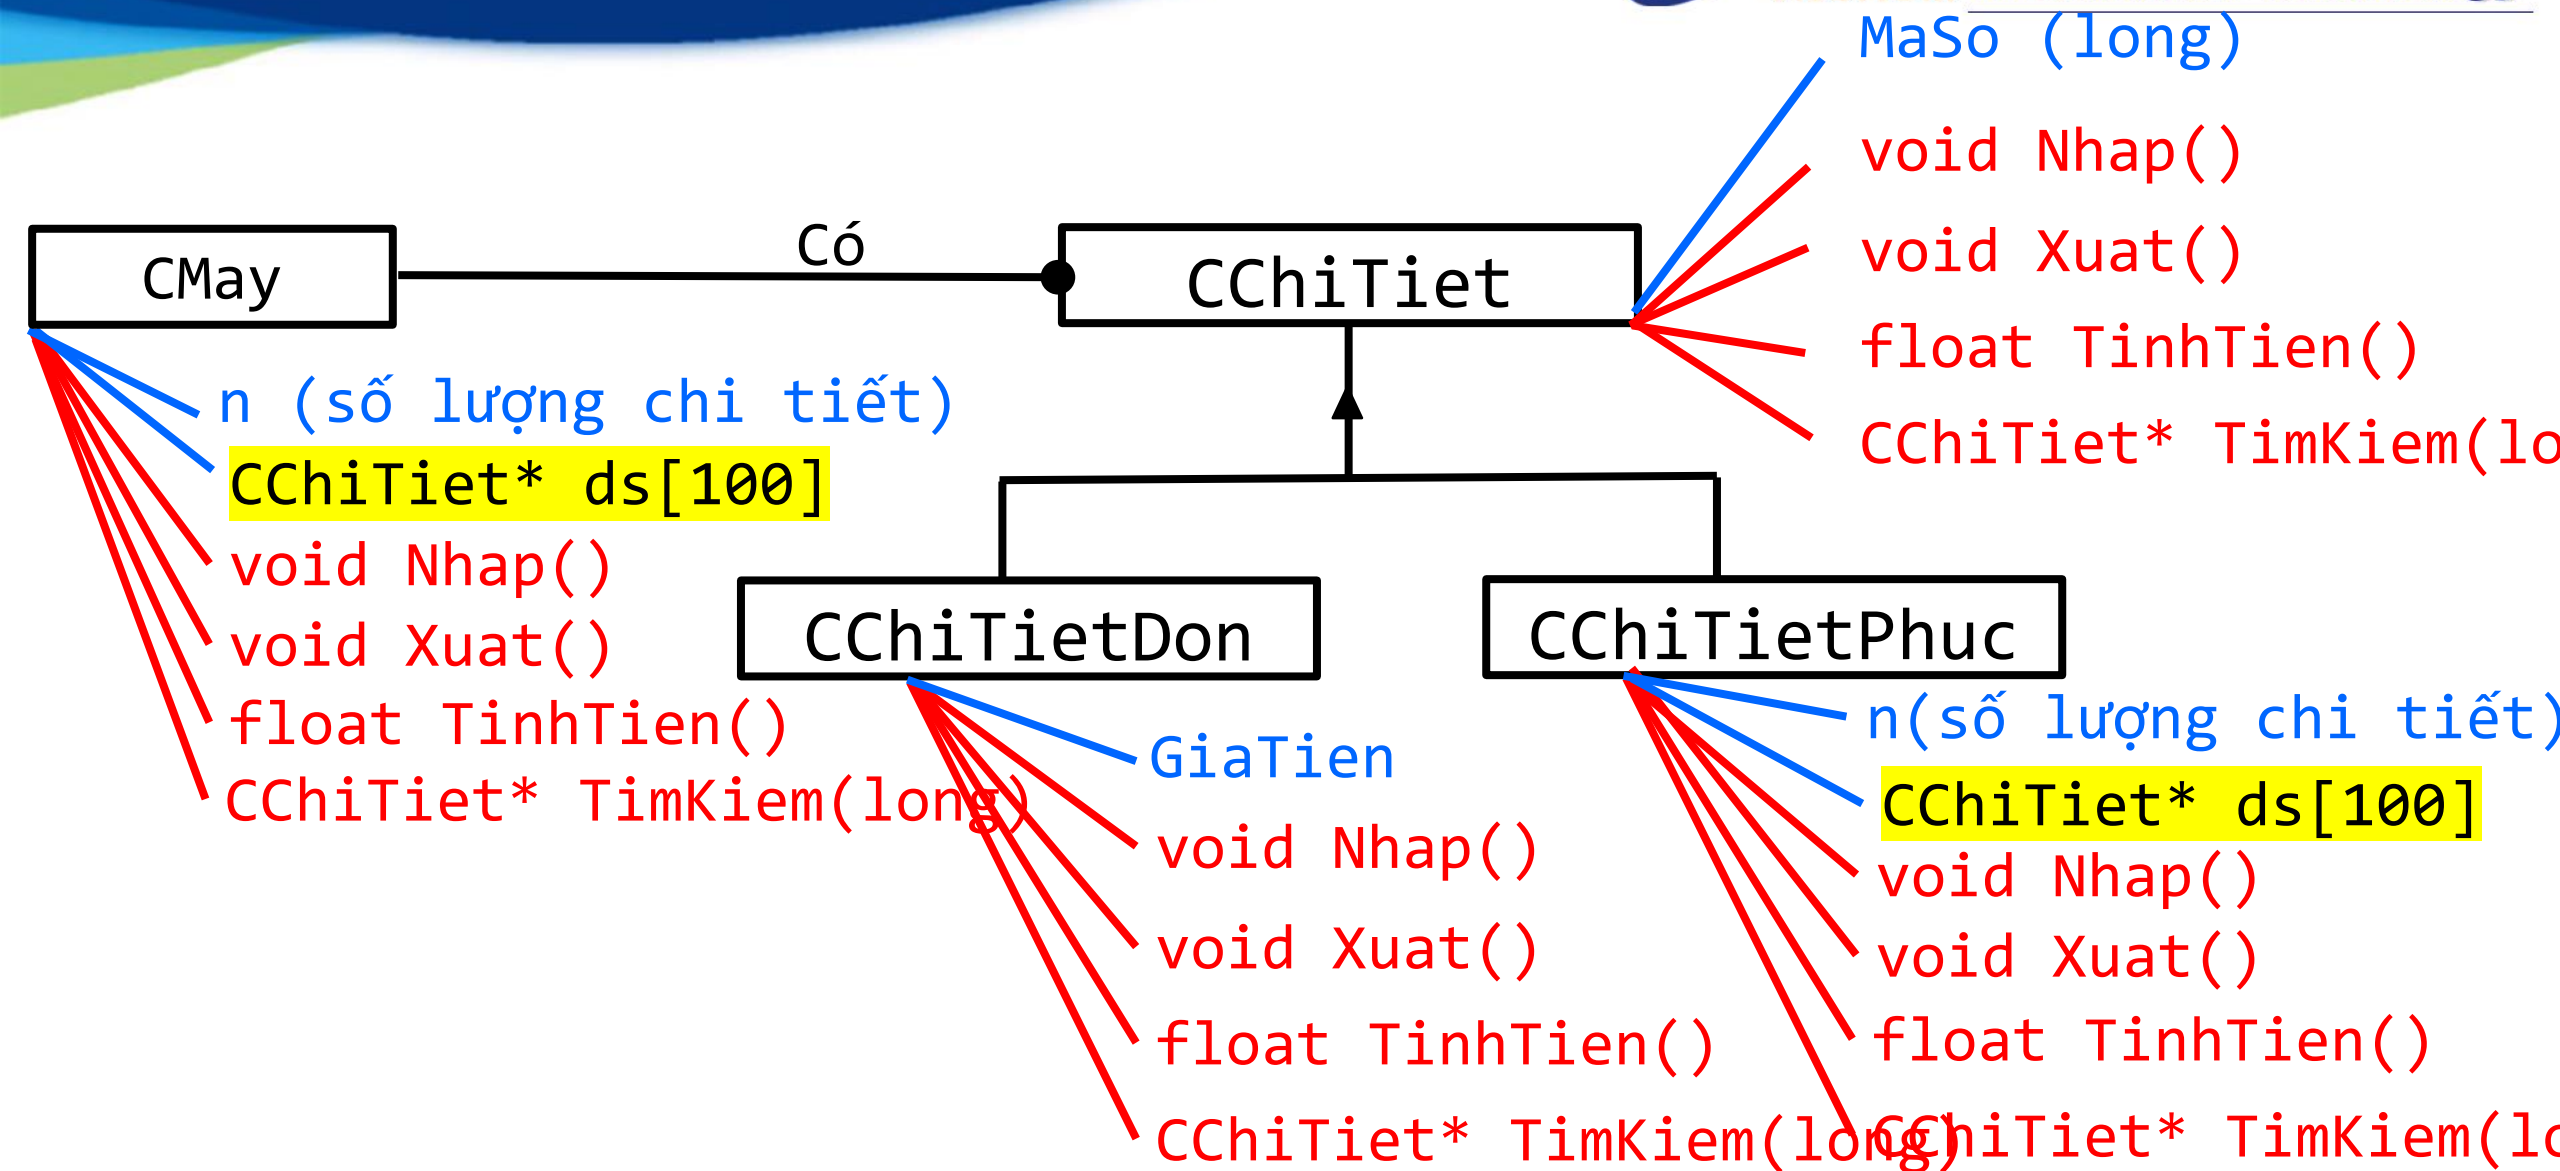 MaSo (long)
void Nhap()
void Xuat()
float TinhTien()
CChiTiet* TimKiem(lo
Có
CMay
CChiTiet
n (số lượng chi tiết)
CChiTiet* ds[100]
void Nhap()
void Xuat()
float TinhTien()
CChiTiet* TimKiem(long)
CChiTietDon
GiaTien
void Nhap()
void Xuat()
float TinhTien()
CChiTiet* TimKiem(long)
CChiTietPhuc
n(số lượng chi tiết)
CChiTiet* ds[100]
void Nhap()
void Xuat()
float TinhTien()
CChiTiet* TimKiem(lo